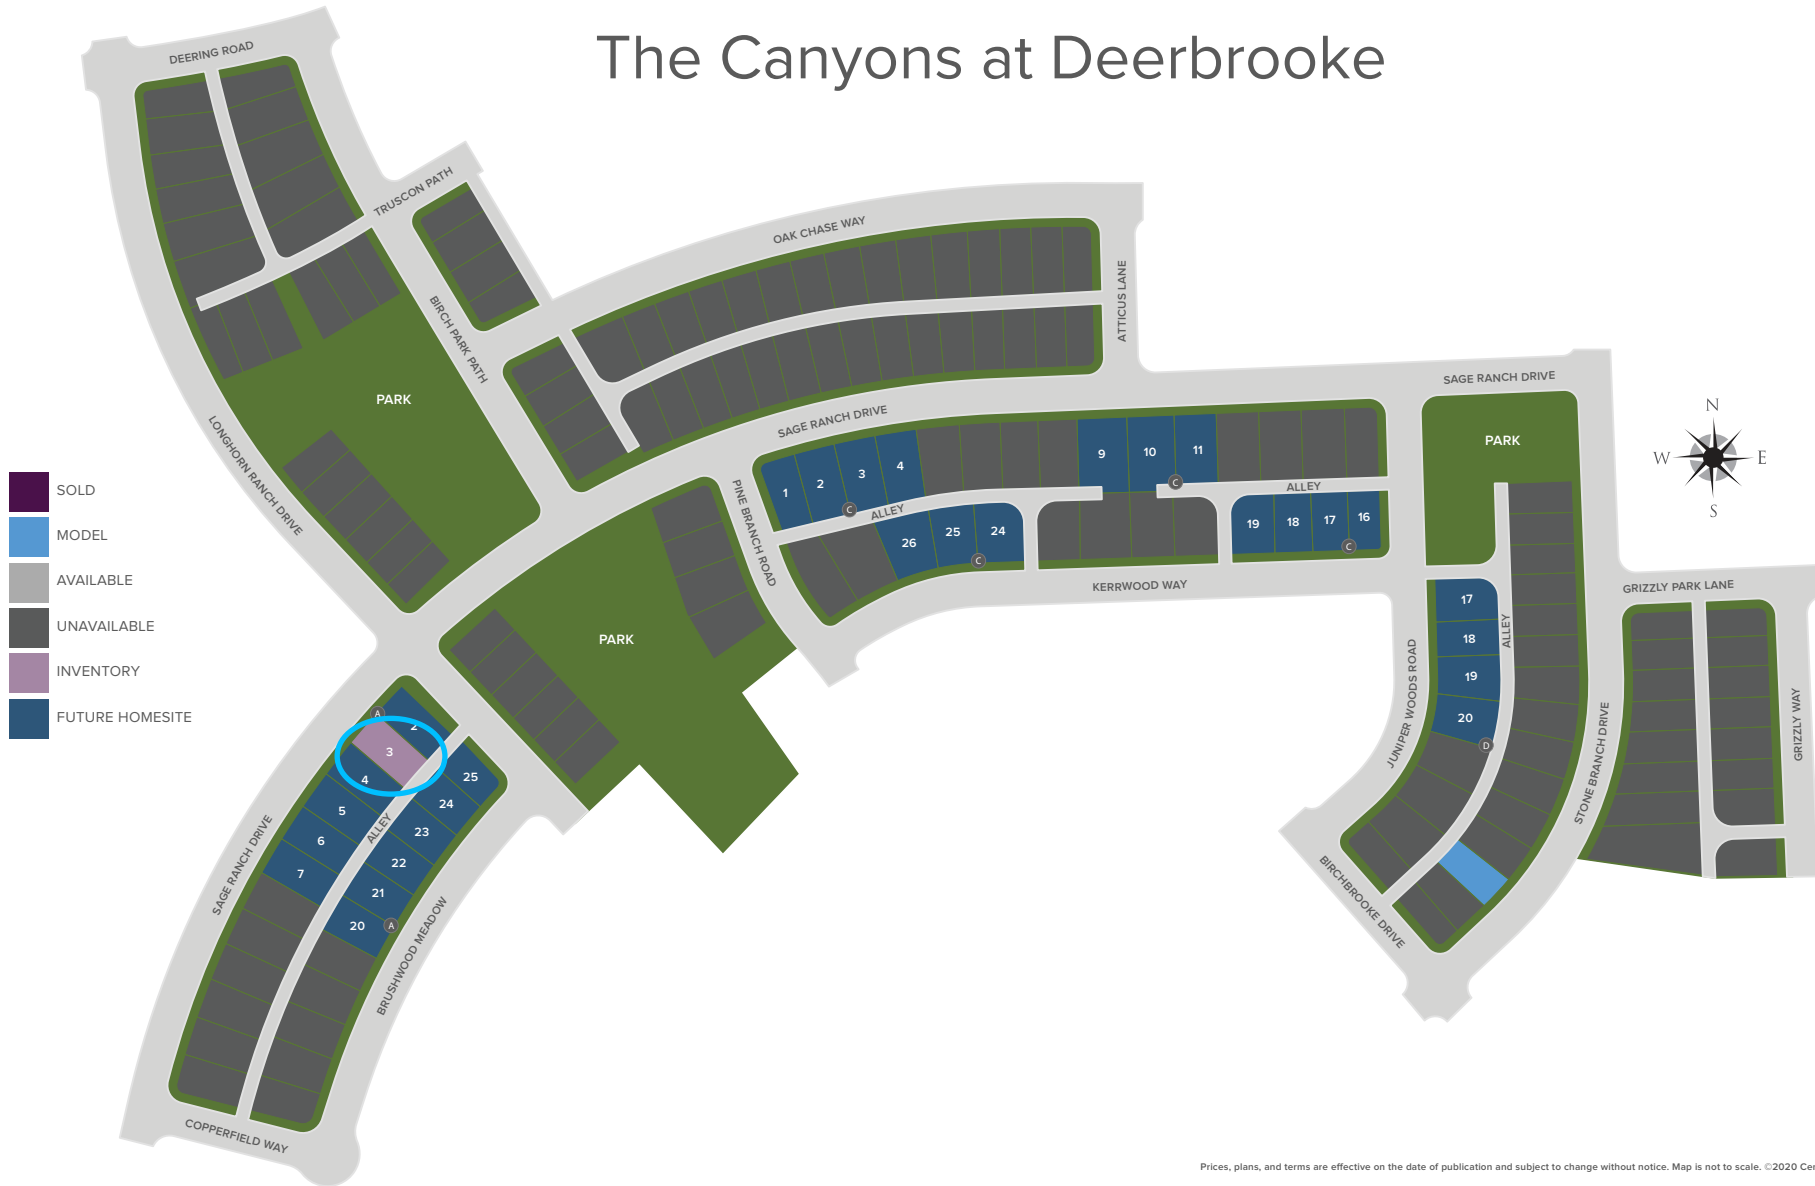 The Canyons at Deerbrooke
DEERING ROAD
TRUSCON PATH
OAK CHASE WAY
BIRCH PARK PATH
ATTICUS LANE
PARK
LONGHORN RANCH DRIVE
SAGE RANCH DRIVE
SAGE RANCH DRIVE
PARK
N
W
E
S
SOLD
MODEL
AVAILABLE
UNAVAILABLE
INVENTORY
FUTURE HOMESITE
PINE BRANCH ROAD
1
2
3
4
9
10
11
C
C
ALLEY
ALLEY
26
25
24
C
19
18
17
16
C
KERRWOOD WAY
GRIZZLY PARK LANE
PARK
17
18
19
20
D
ALLEY
JUNIPER WOODS ROAD
STONE BRANCH DRIVE
GRIZZLY WAY
BIRCHBROOKE DRIVE
A
2
3
4
5
6
7
ALLEY
25
24
23
22
21
20
A
SAGE RANCH DRIVE
BRUSHWOOD MEADOW
COPPERFIELD WAY
Prices, plans, and terms are effective on the date of publication and subject to change without notice. Map is not to scale. ©2020 Cen